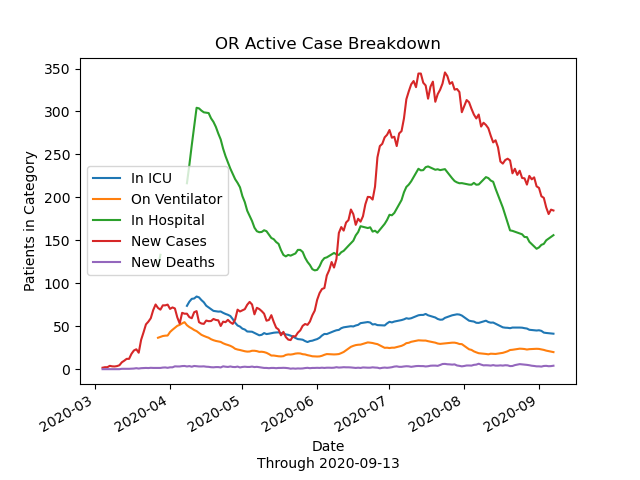 OR Active Case Breakdown
Patients in Category
350
300
250
200
150
100
50
0
In ICU
On Ventilator
In Hospital
New Cases
New Deaths
2020-03
2020-04
2020-05
2020-06
2020-07
2020-08
2020-09
Date
Through 2020-09-13